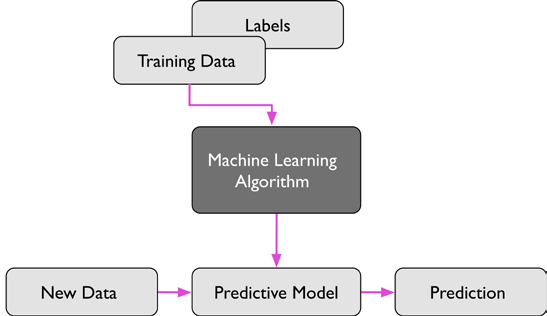 Labels
Training Data
Machine Learning
Algorithm
New Data
Predictive Model
Prediction